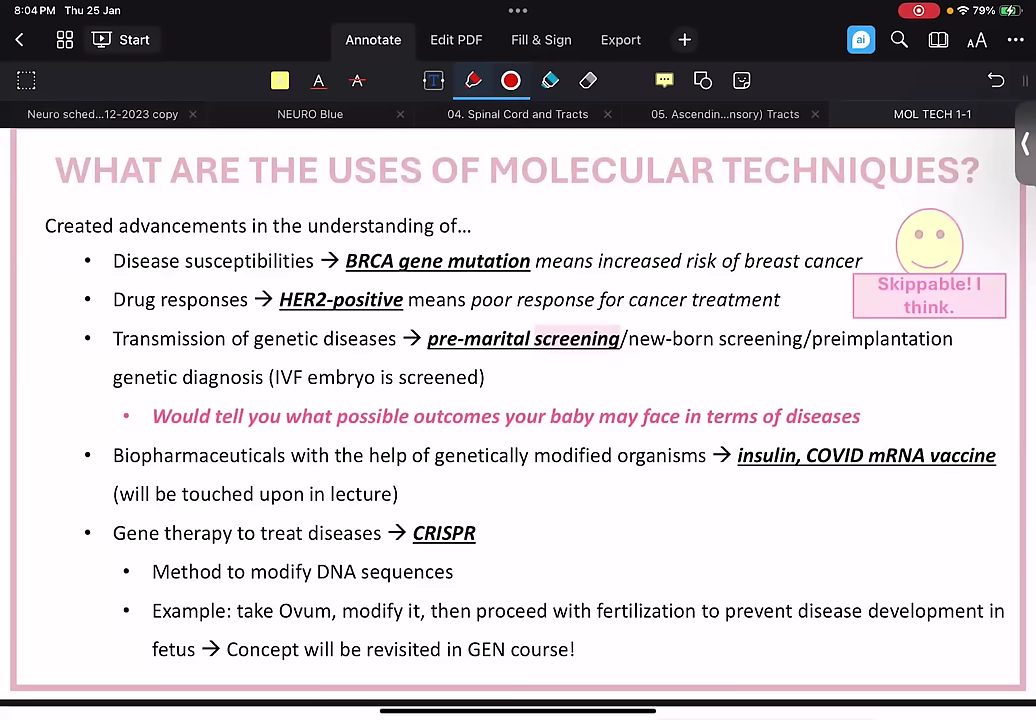 8:04 PM Thu 25 Jan
79%
Start
Annotate
Edit PDF
Fill & Sign
Export
ai
AA
A
A
T
Neuro sched...12-2023 copy
NEURO Blue
04. Spinal Cord and Tracts
05. Ascendin...nsory) Tracts
MOL TECH 1-1
WHAT ARE THE USES OF MOLECULAR TECHNIQUES?
Created advancements in the understanding of…
• Disease susceptibilities → BRCA gene mutation means increased risk of breast cancer
Skippable! I
think.
• Drug responses → HER2-positive means poor response for cancer treatment
• Transmission of genetic diseases → pre-marital screening/new-born screening/preimplantation
genetic diagnosis (IVF embryo is screened)
• Would tell you what possible outcomes your baby may face in terms of diseases
• Biopharmaceuticals with the help of genetically modified organisms → insulin, COVID mRNA vaccine
(will be touched upon in lecture)
• Gene therapy to treat diseases → CRISPR
• Method to modify DNA sequences
• Example: take Ovum, modify it, then proceed with fertilization to prevent disease development in
fetus → Concept will be revisited in GEN course!